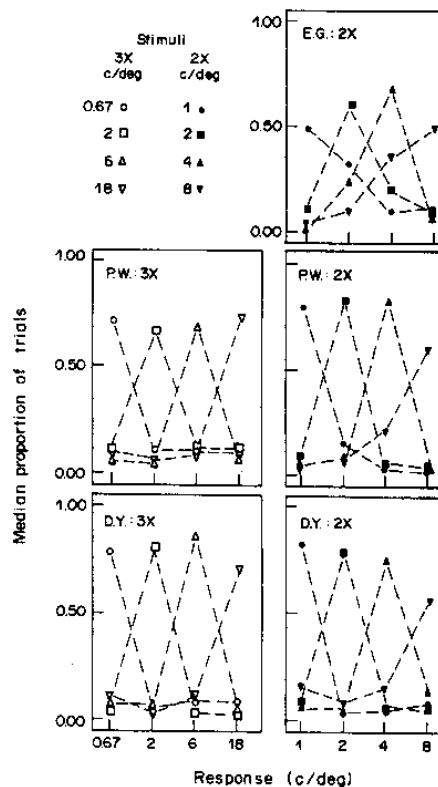 Stimuli
3X 2X
c/deg c/deg
0.67 1
2 2
6 4
18 8
E.G.: 2X
1.00
0.50
0.00
P.W.: 3X
1.00
0.50
0.00
P.W.: 2X
D.Y.: 3X
1.00
0.50
0.00
D.Y.: 2X
0.67 2 6 18
1 2 4 8
Median proportion of trials
Response (c/deg)